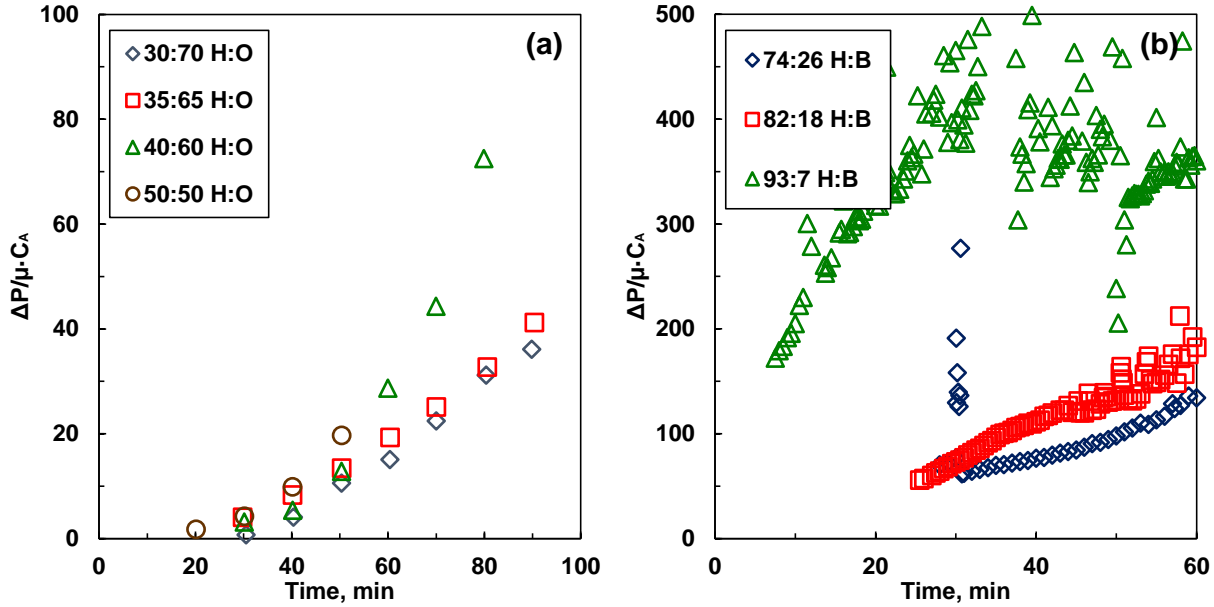 (a)
30:70 H:O
35:65 H:O
40:60 H:O
50:50 H:O
ΔP/μ·CA
100
80
60
40
20
0
0 20 40 60 80 100
Time, min
(b)
74:26 H:B
82:18 H:B
93:7 H:B
ΔP/μ·CA
500
400
300
200
100
0
0 20 40 60
Time, min